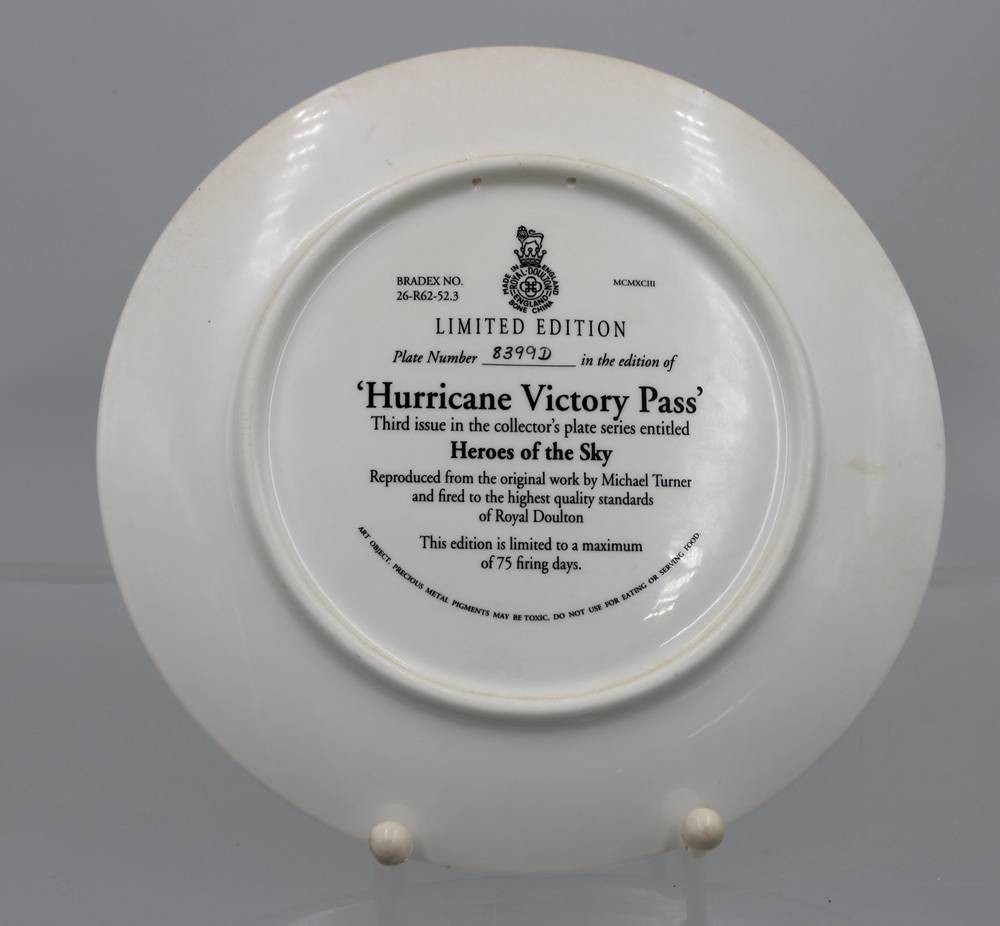 MADE IN ENGLAND
ROYAL·DOULTON
ENGLAND
BONE CHINA
BRADEX NO.
26-R62-52.3
MCMXCIII
LIMITED EDITION
Plate Number 8399D in the edition of
‘Hurricane Victory Pass’
Third issue in the collector's plate series entitled
Heroes of the Sky
Reproduced from the original work by Michael Turner
and fired to the highest quality standards
of Royal Doulton
This edition is limited to a maximum
of 75 firing days.
ART OBJECT, PRECIOUS METAL PIGMENTS MAY BE TOXIC. DO NOT USE FOR EATING OR SERVING FOOD.